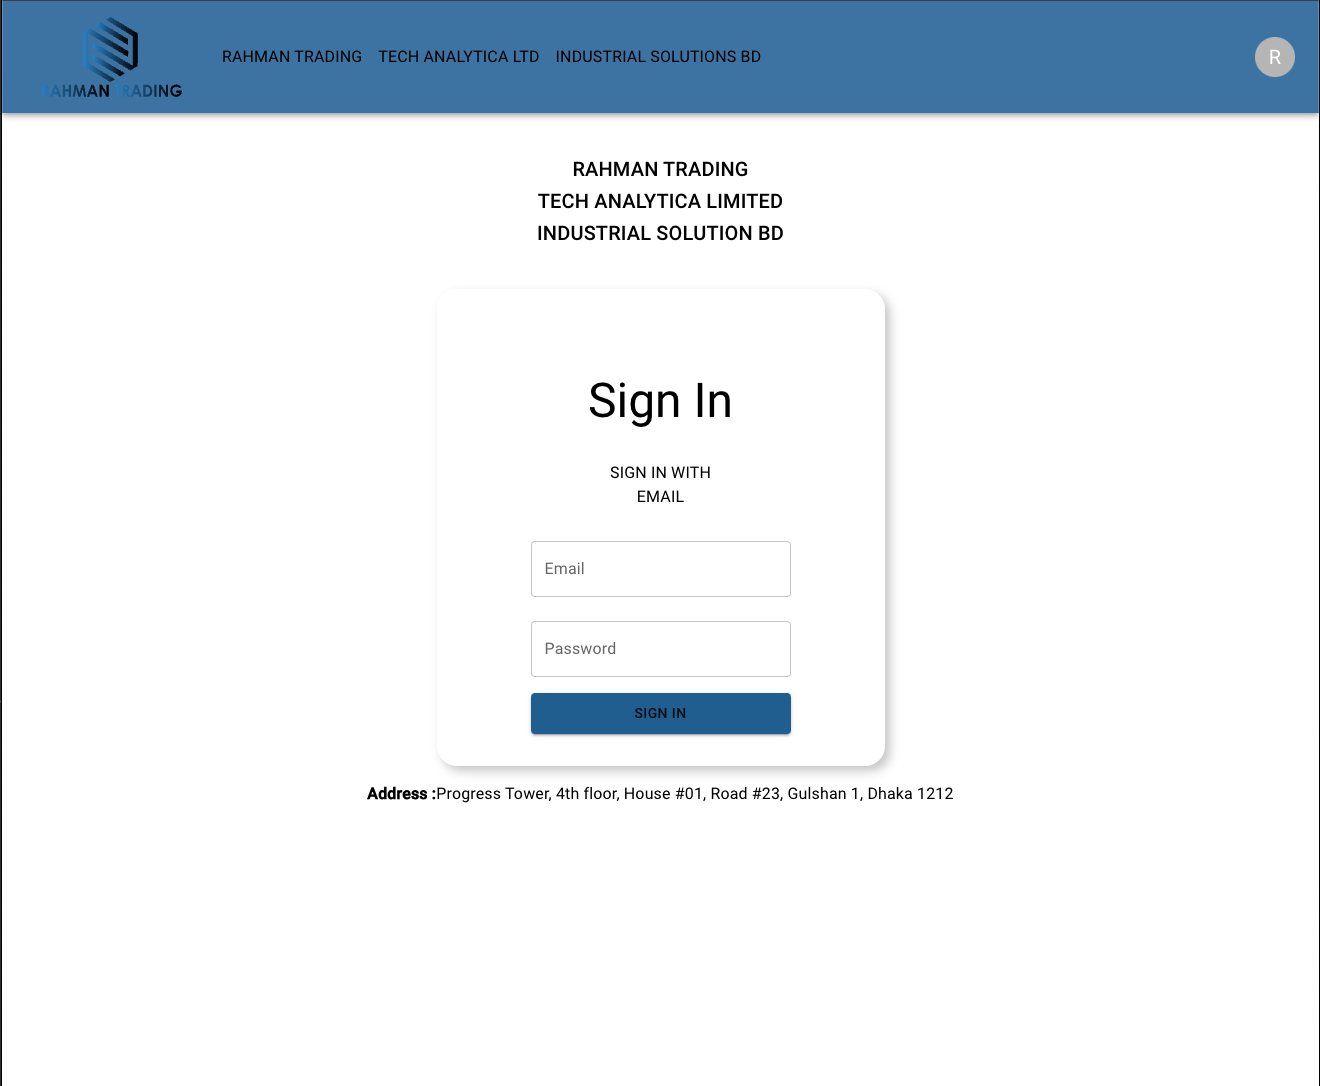 RAHMAN TRADING
RAHMAN TRADING TECH ANALYTICA LTD INDUSTRIAL SOLUTIONS BD
R
RAHMAN TRADING
TECH ANALYTICA LIMITED
INDUSTRIAL SOLUTION BD
Sign In
SIGN IN WITH
EMAIL
Email
Password
SIGN IN
Address :Progress Tower, 4th floor, House #01, Road #23, Gulshan 1, Dhaka 1212